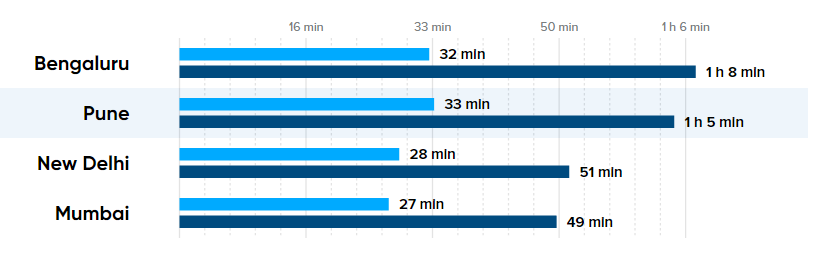 16 min 33 min 50 min 1 h 6 min
Bengaluru
32 min
1 h 8 min
Pune
33 min
1 h 5 min
New Delhi
28 min
51 min
Mumbai
27 min
49 min